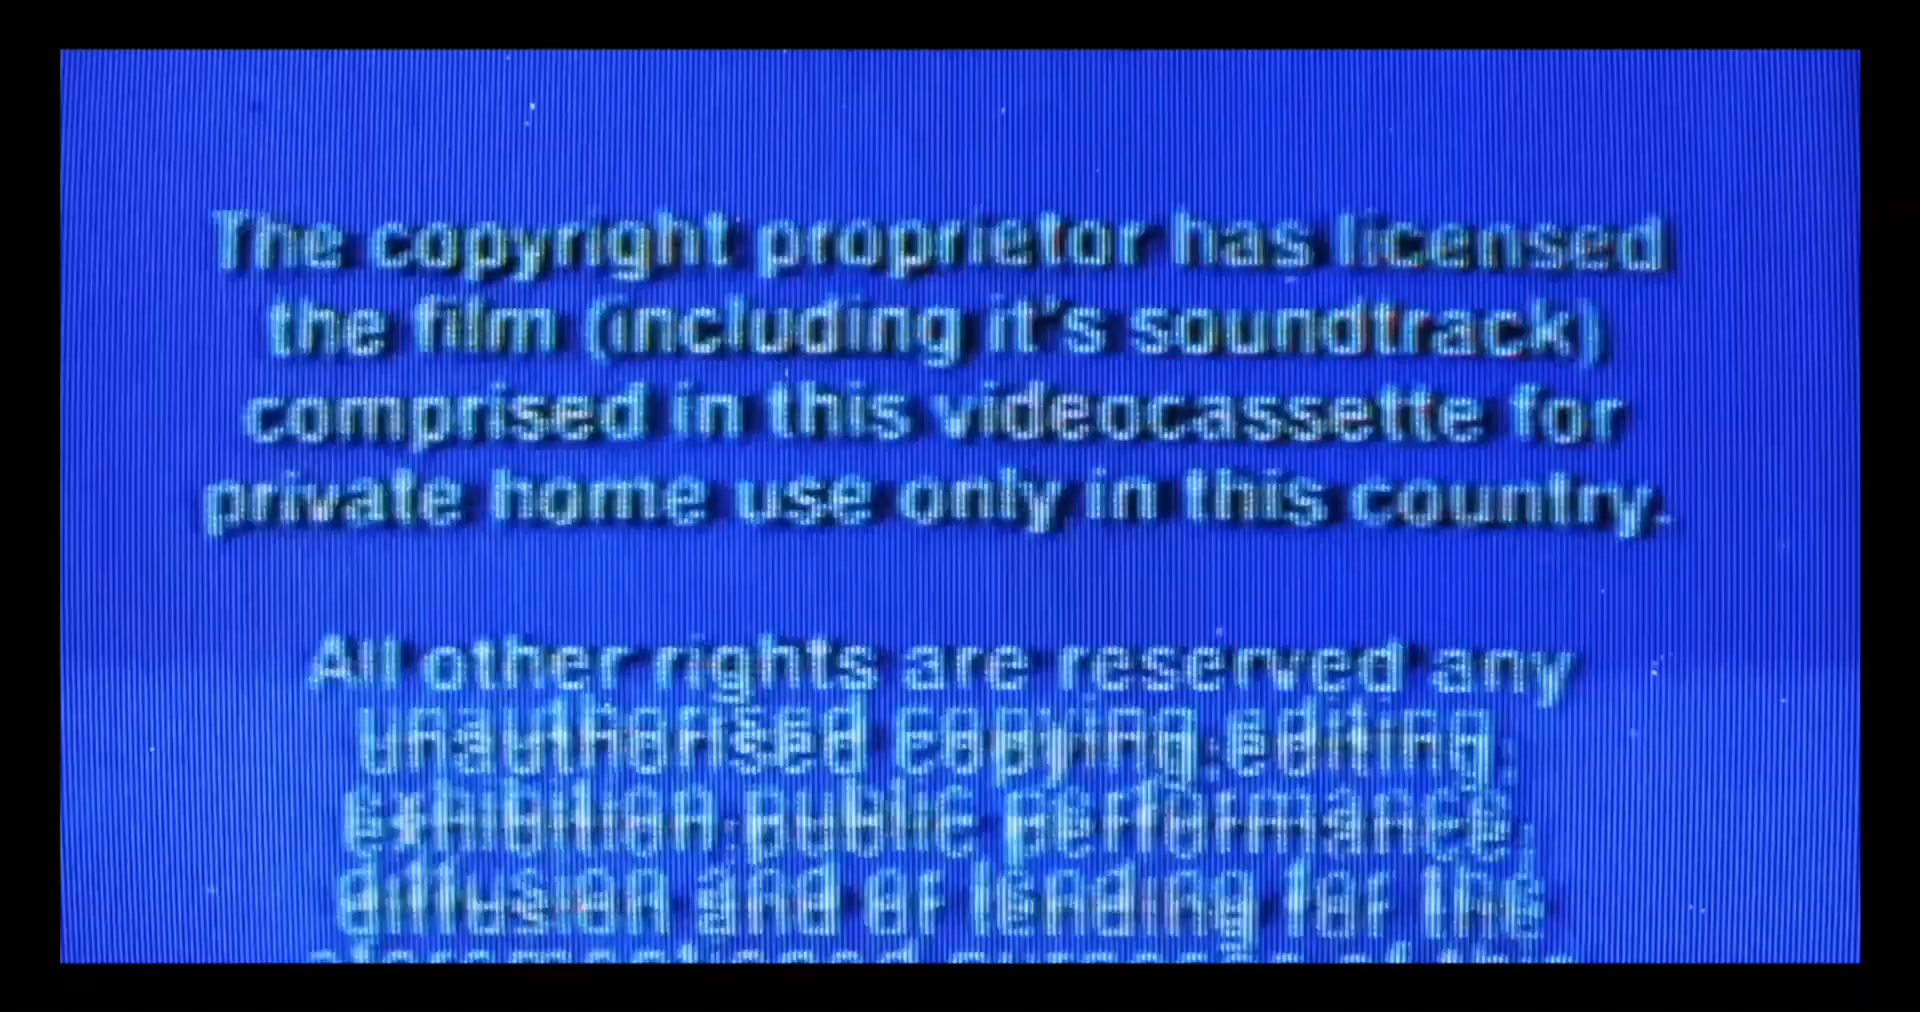 The copyright proprietor has licensed
the film (including it's soundtrack)
comprised in this videocassette for
private home use only in this country.
All other rights are reserved any
unauthorised copying, editing,
exhibition, public performance,
diffusion and or lending for the